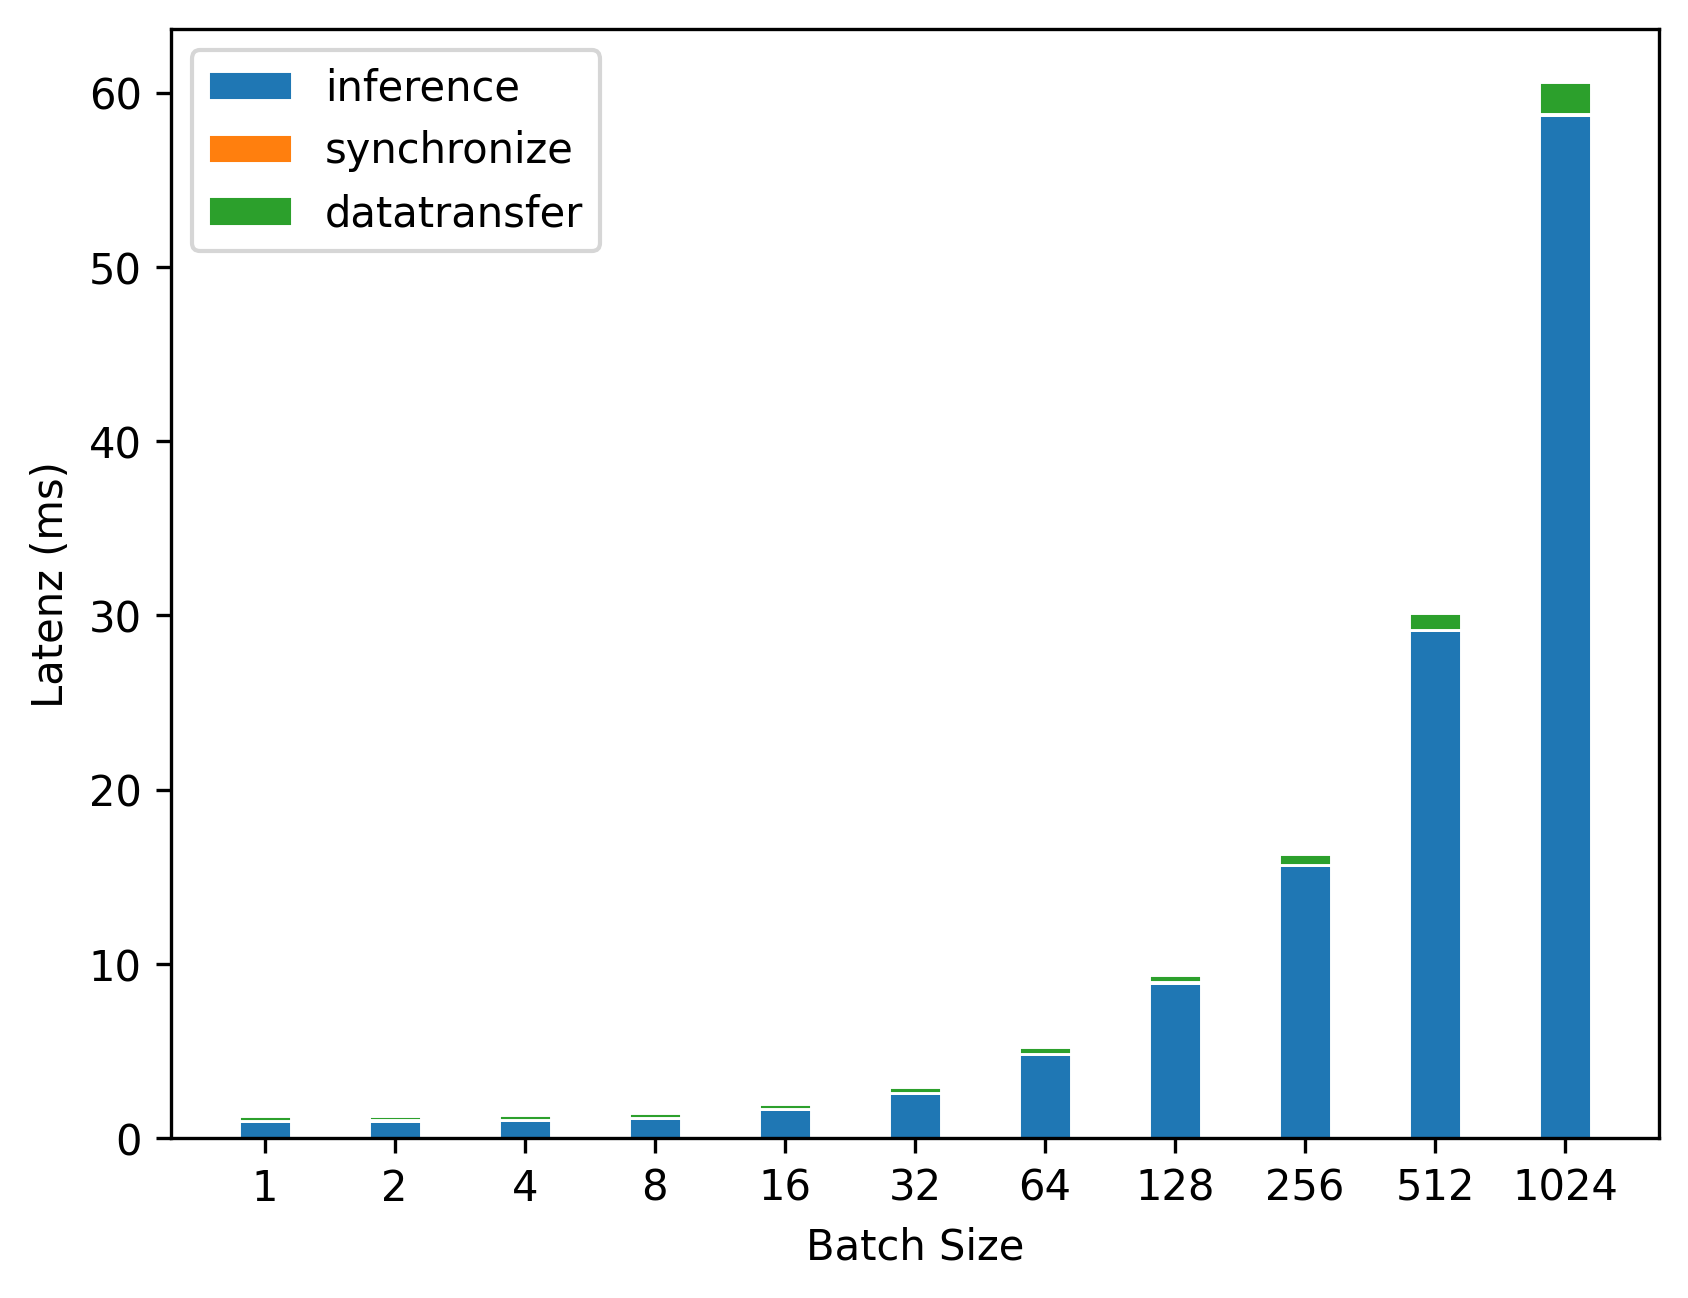 inference
synchronize
datatransfer
60
50
40
30
20
10
0
Latenz (ms)
1 2 4 8 16 32 64 128 256 512 1024
Batch Size